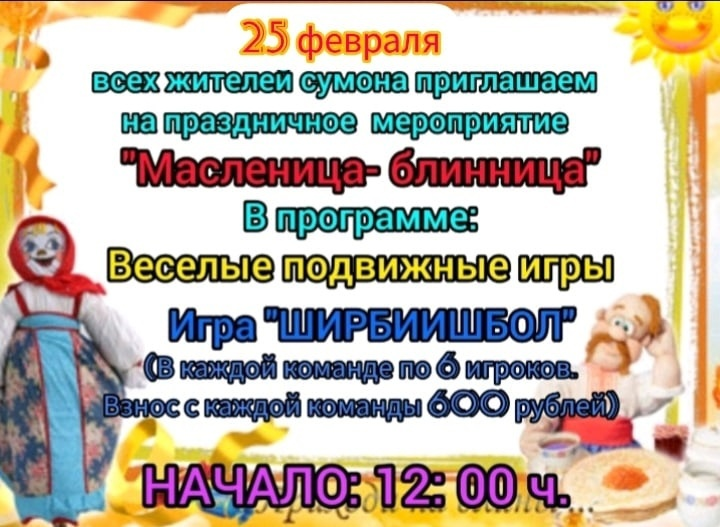 25 февраля
всех жителей сумона приглашаем
на праздничное мероприятие
"Масленица- блинница"
В программе:
Веселые подвижные игры
Игра "ШИРБИИШБОЛ"
(В каждой команде по 6 игроков.
Взнос с каждой команды 600 рублей)
НАЧАЛО: 12: 00 ч.